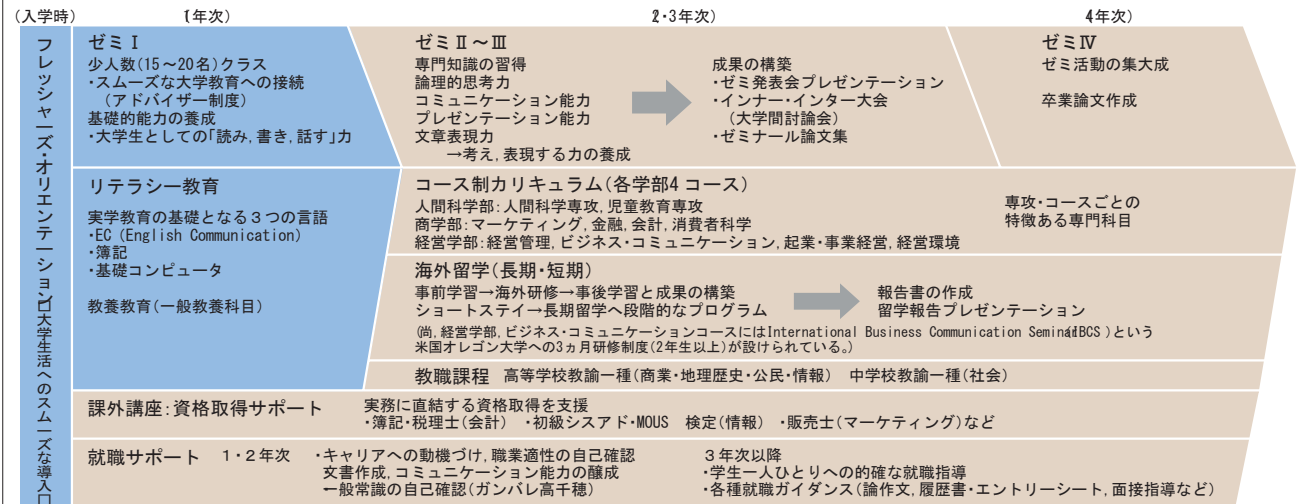 (入学時)
1年次)
2・3年次)
4年次)
フレッシャーズ・オリエンテーション□大学生活へのスムーズな導入□
ゼミⅠ
少人数(15～20名)クラス
・スムーズな大学教育への接続
(アドバイザー制度)
基礎的能力の養成
・大学生としての「読み,書き,話す」力
ゼミⅡ～Ⅲ
専門知識の習得
論理的思考力
コミュニケーション能力
プレゼンテーション能力
文章表現力
→考え,表現する力の養成
成果の構築
・ゼミ発表会プレゼンテーション
・インナー・インター大会
(大学間討論会)
・ゼミナール論文集
ゼミⅣ
ゼミ活動の集大成
卒業論文作成
リテラシー教育
実学教育の基礎となる3つの言語
・EC(English Communication)
・簿記
・基礎コンピュータ
教養教育(一般教養科目)
コース制カリキュラム(各学部4コース)
人間科学部:人間科学専攻,児童教育専攻
商学部:マーケティング,金融,会計,消費者科学
経営学部:経営管理,ビジネス・コミュニケーション,起業・事業経営,経営環境
専攻・コースごとの
特徴ある専門科目
海外留学(長期・短期)
事前学習→海外研修→事後学習と成果の構築
ショートステイ→長期留学へ段階的なプログラム
報告書の作成
留学報告プレゼンテーション
(尚,経営学部,ビジネス・コミュニケーションコースにはInternational Business Communication Seminar(IBCS)という
米国オレゴン大学への3ヵ月研修制度(2年生以上)が設けられている。)
教職課程 高等学校教諭一種(商業・地理歴史・公民・情報) 中学校教諭一種(社会)
課外講座:資格取得サポート
実務に直結する資格取得を支援
・簿記・税理士(会計) ・初級シスアド・MOUS 検定(情報) ・販売士(マーケティング)など
就職サポート 1・2年次
・キャリアへの動機づけ,職業適性の自己確認
文書作成,コミュニケーション能力の醸成
一般常識の自己確認(ガンバレ高千穂)
3年次以降
・学生一人ひとりへの的確な就職指導
・各種就職ガイダンス(論作文,履歴書・エントリーシート,面接指導など)